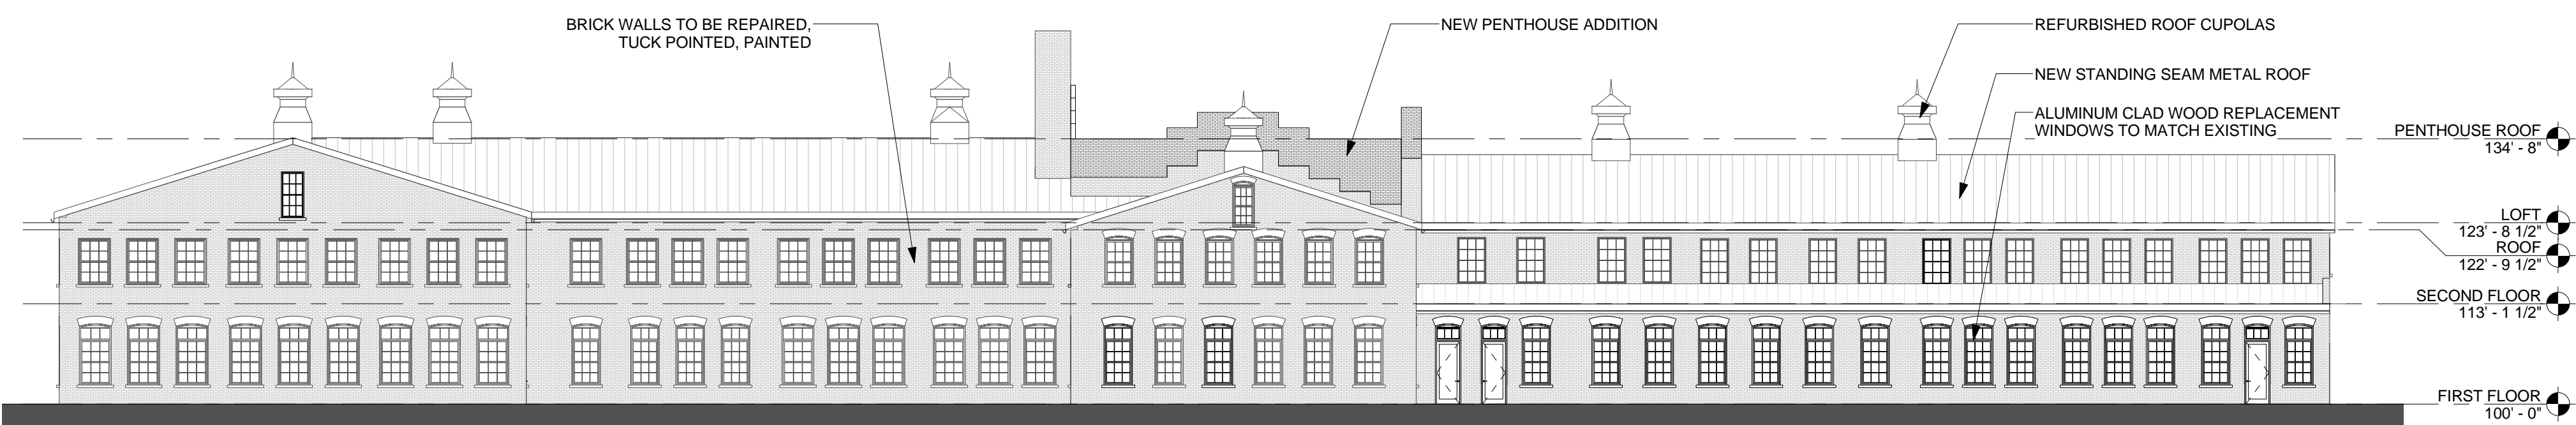 BRICK WALLS TO BE REPAIRED,
TUCK POINTED, PAINTED
NEW PENTHOUSE ADDITION
REFURBISHED ROOF CUPOLAS
NEW STANDING SEAM METAL ROOF
ALUMINUM CLAD WOOD REPLACEMENT
WINDOWS TO MATCH EXISTING
PENTHOUSE ROOF
134' - 8"
LOFT
123' - 8 1/2"
ROOF
122' - 9 1/2"
SECOND FLOOR
113' - 1 1/2"
FIRST FLOOR
100' - 0"